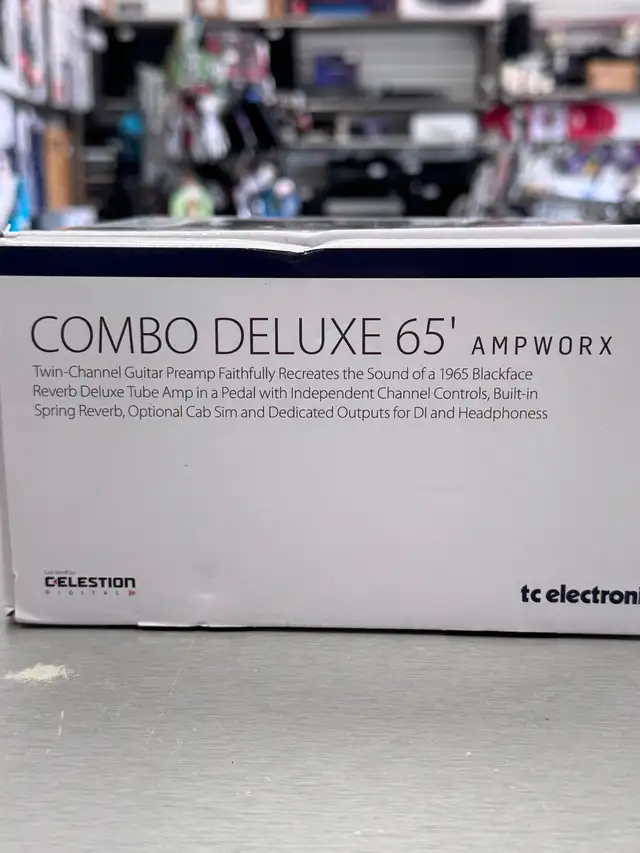 COMBO DELUXE 65' AMPWORX
Twin-Channel Guitar Preamp Faithfully Recreates the Sound of a 1965 Blackface
Reverb Deluxe Tube Amp in a Pedal with Independent Channel Controls, Built-in
Spring Reverb, Optional Cab Sim and Dedicated Outputs for DI and Headphoness
CELESTION
DIGITAL
tc electroni